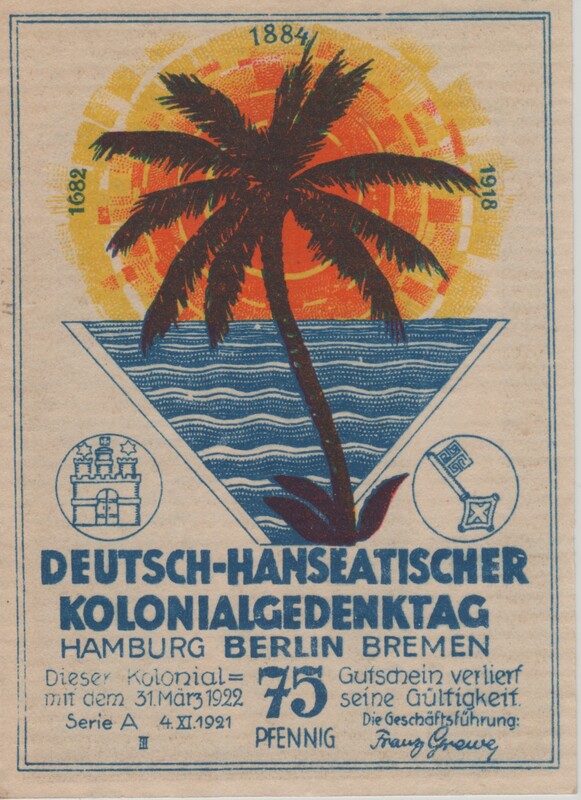 1884
1682
1918
DEUTSCH-HANSEATISCHER
KOLONIALGEDENKTAG
HAMBURG BERLIN BREMEN
Dieser Kolonial= 75 Gutschein verliert
mit dem 31. März 1922 seine Gültigkeit.
Serie A 4. XI. 1921 PFENNIG Die Geschäftsführung:
III Franz Grewe